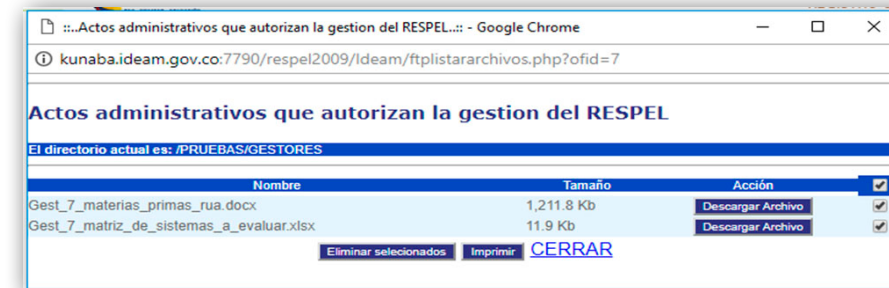 ::..Actos administrativos que autorizan la gestion del RESPEL..:: - Google Chrome
kunaba.ideam.gov.co:7790/respel2009/Ideam/ftplistararchivos.php?ofid=7
Actos administrativos que autorizan la gestion del RESPEL
El directorio actual es: /PRUEBAS/GESTORES
Nombre Tamaño Acción
Gest_7_materias_primas_rua.docx 1,211.8 Kb Descargar Archivo
Gest_7_matriz_de_sistemas_a_evaluar.xlsx 11.9 Kb Descargar Archivo
Eliminar selecionados Imprimir CERRAR